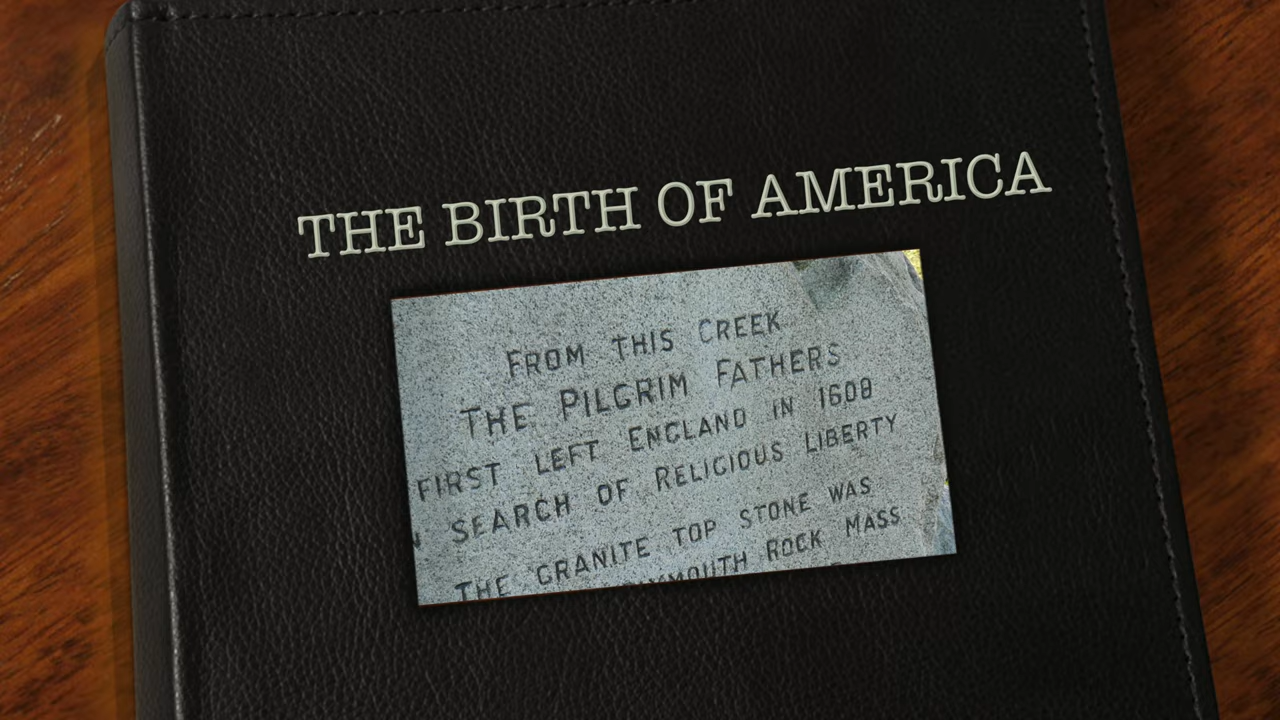 THE BIRTH OF AMERICA
FROM THIS CREEK
THE PILGRIM FATHERS
FIRST LEFT ENGLAND IN 1608
SEARCH OF RELIGIOUS LIBERTY
THE GRANITE TOP STONE WAS
PLYMOUTH ROCK MASS